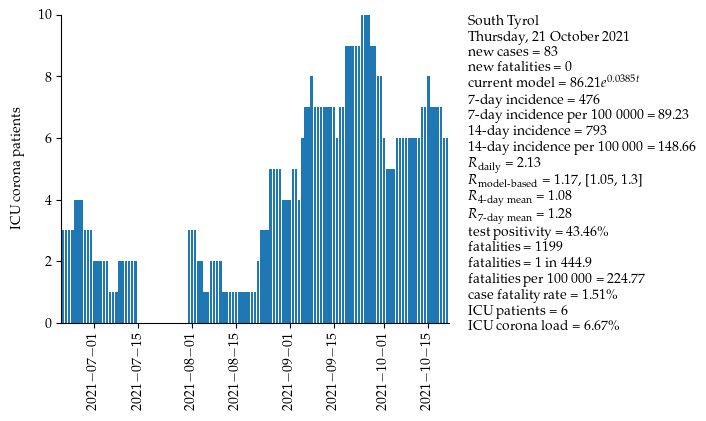 10
8
6
4
2
0
ICU corona patients
2021−07−01
2021−07−15
2021−08−01
2021−08−15
2021−09−01
2021−09−15
2021−10−01
2021−10−15
South Tyrol
Thursday, 21 October 2021
new cases = 83
new fatalities = 0
current model = 86.21e^0.0385t
7-day incidence = 476
7-day incidence per 100 0000 = 89.23
14-day incidence = 793
14-day incidence per 100 000 = 148.66
R_daily = 2.13
R_model-based = 1.17, [1.05, 1.3]
R_4-day mean = 1.08
R_7-day mean = 1.28
test positivity = 43.46%
fatalities = 1199
fatalities = 1 in 444.9
fatalities per 100 000 = 224.77
case fatality rate = 1.51%
ICU patients = 6
ICU corona load = 6.67%